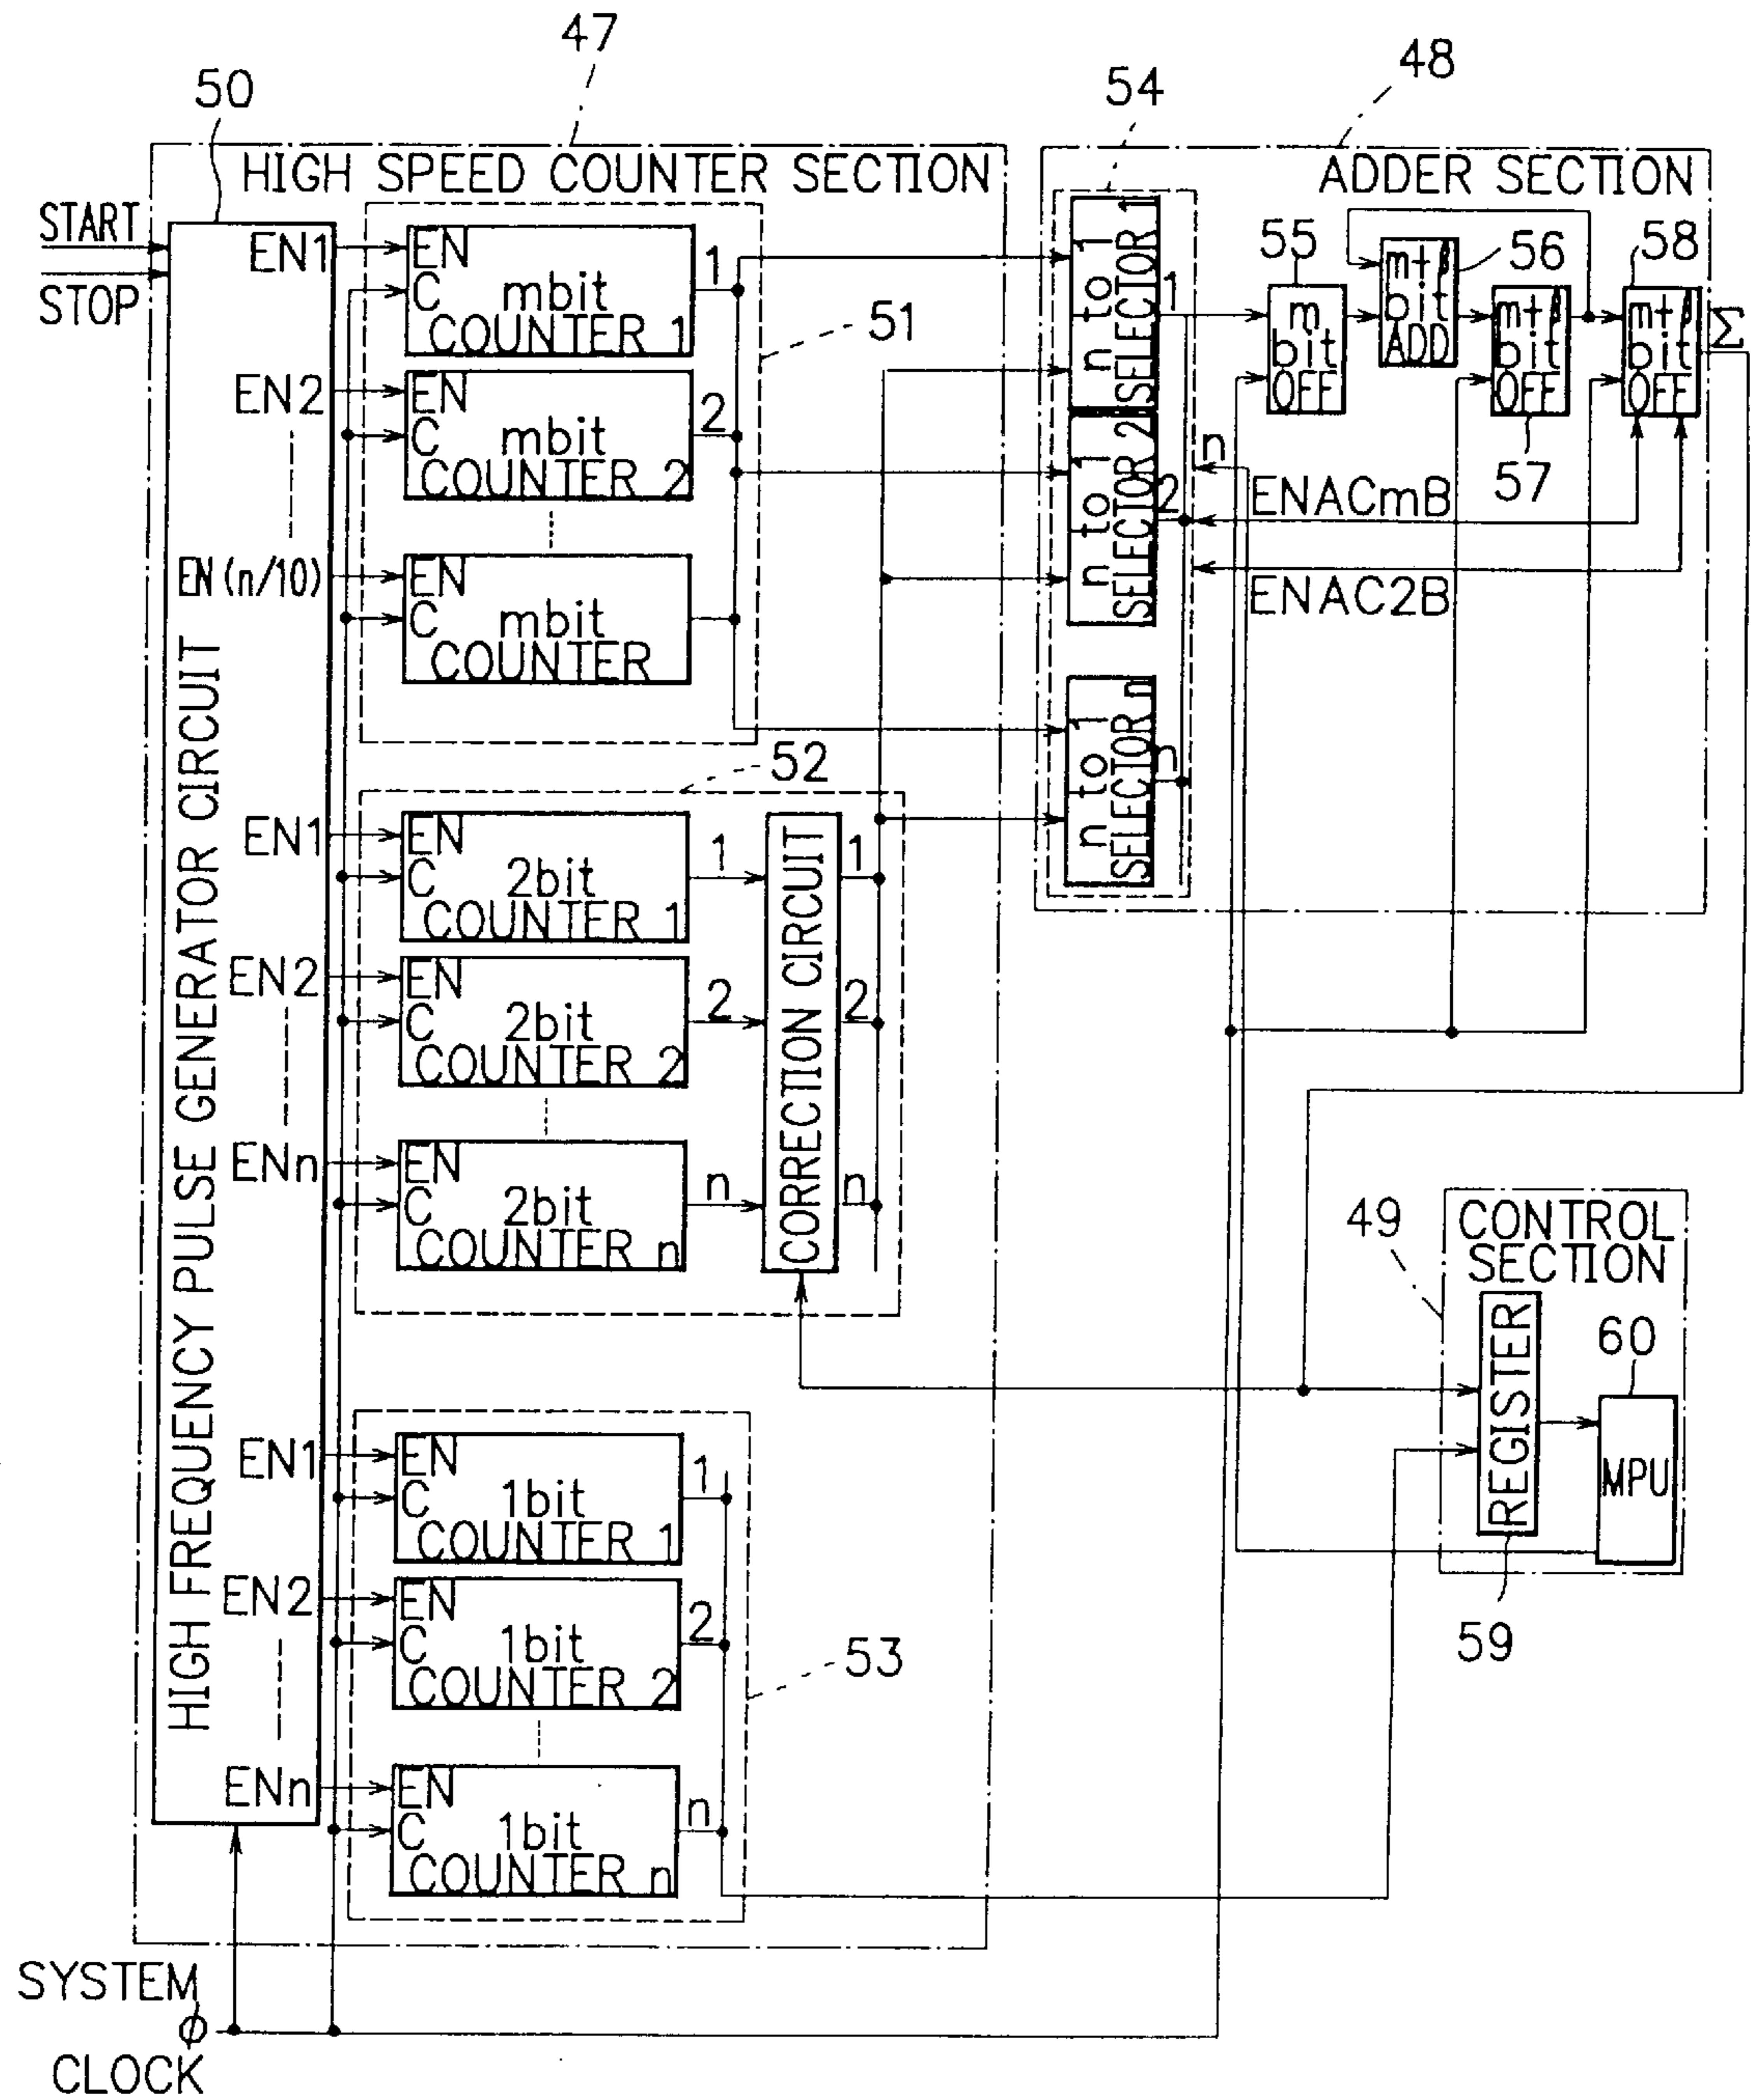 47
50
54
48
HIGH SPEED COUNTER SECTION
ADDER SECTION
START
STOP
HIGH FREQUENCY PULSE GENERATOR CIRCUIT
EN1
EN
C
mbit
COUNTER 1
1
51
EN2
EN
C
mbit
COUNTER 2
2
EN(n/10)
EN
C
mbit
COUNTER
52
EN1
EN
C
2bit
COUNTER 1
1
EN2
EN
C
2bit
COUNTER 2
2
ENn
EN
C
2bit
COUNTER n
n
CORRECTION CIRCUIT
1
2
n
EN1
EN
C
1bit
COUNTER 1
1
EN2
EN
C
1bit
COUNTER 2
2
53
ENn
EN
C
1bit
COUNTER n
n
n to 1
SELECTOR 1
1
n to 1
SELECTOR 2
2
n to 1
SELECTOR n
n
55
m
bit
OFF
56
m+β
bit
ADD
m+β
bit
OFF
57
58
m+β
bit
OFF
Σ
n
ENACmB
ENAC2B
49
CONTROL
SECTION
REGISTER
59
60
MPU
SYSTEM
ϕ
CLOCK